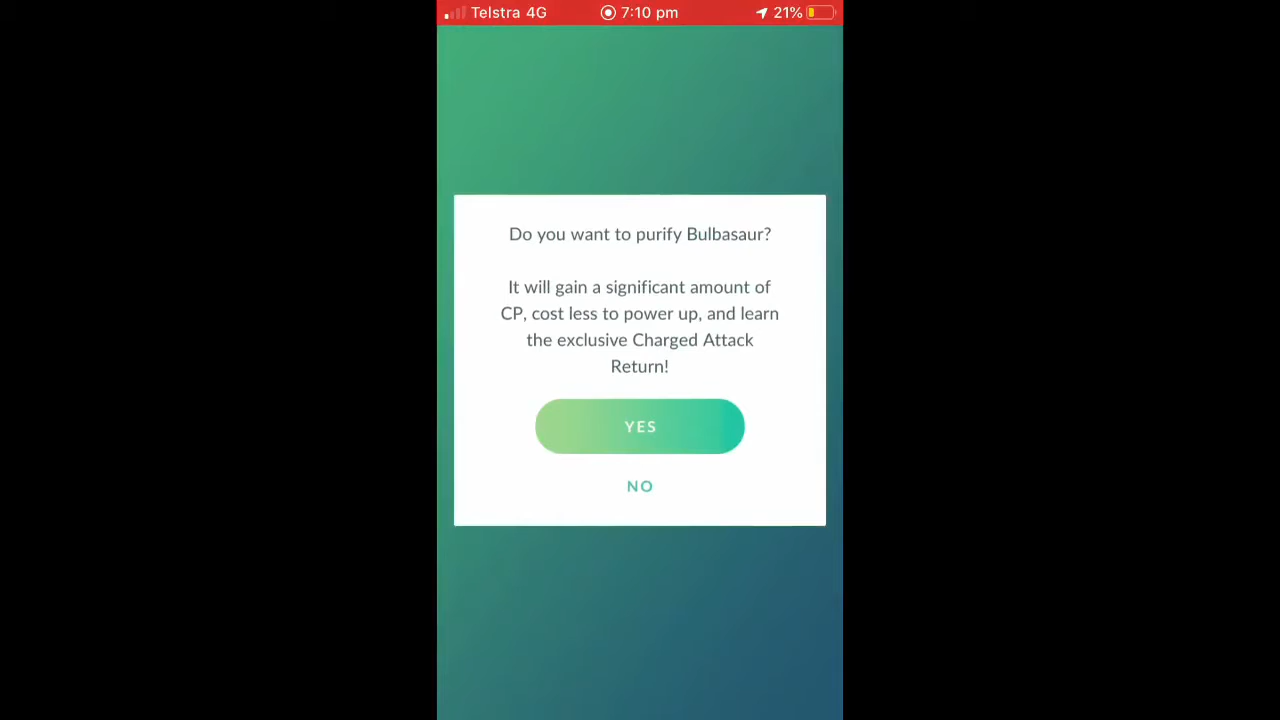 Telstra 4G 7:10 pm 21%
Do you want to purify Bulbasaur?
It will gain a significant amount of
CP, cost less to power up, and learn
the exclusive Charged Attack
Return!
YES
NO